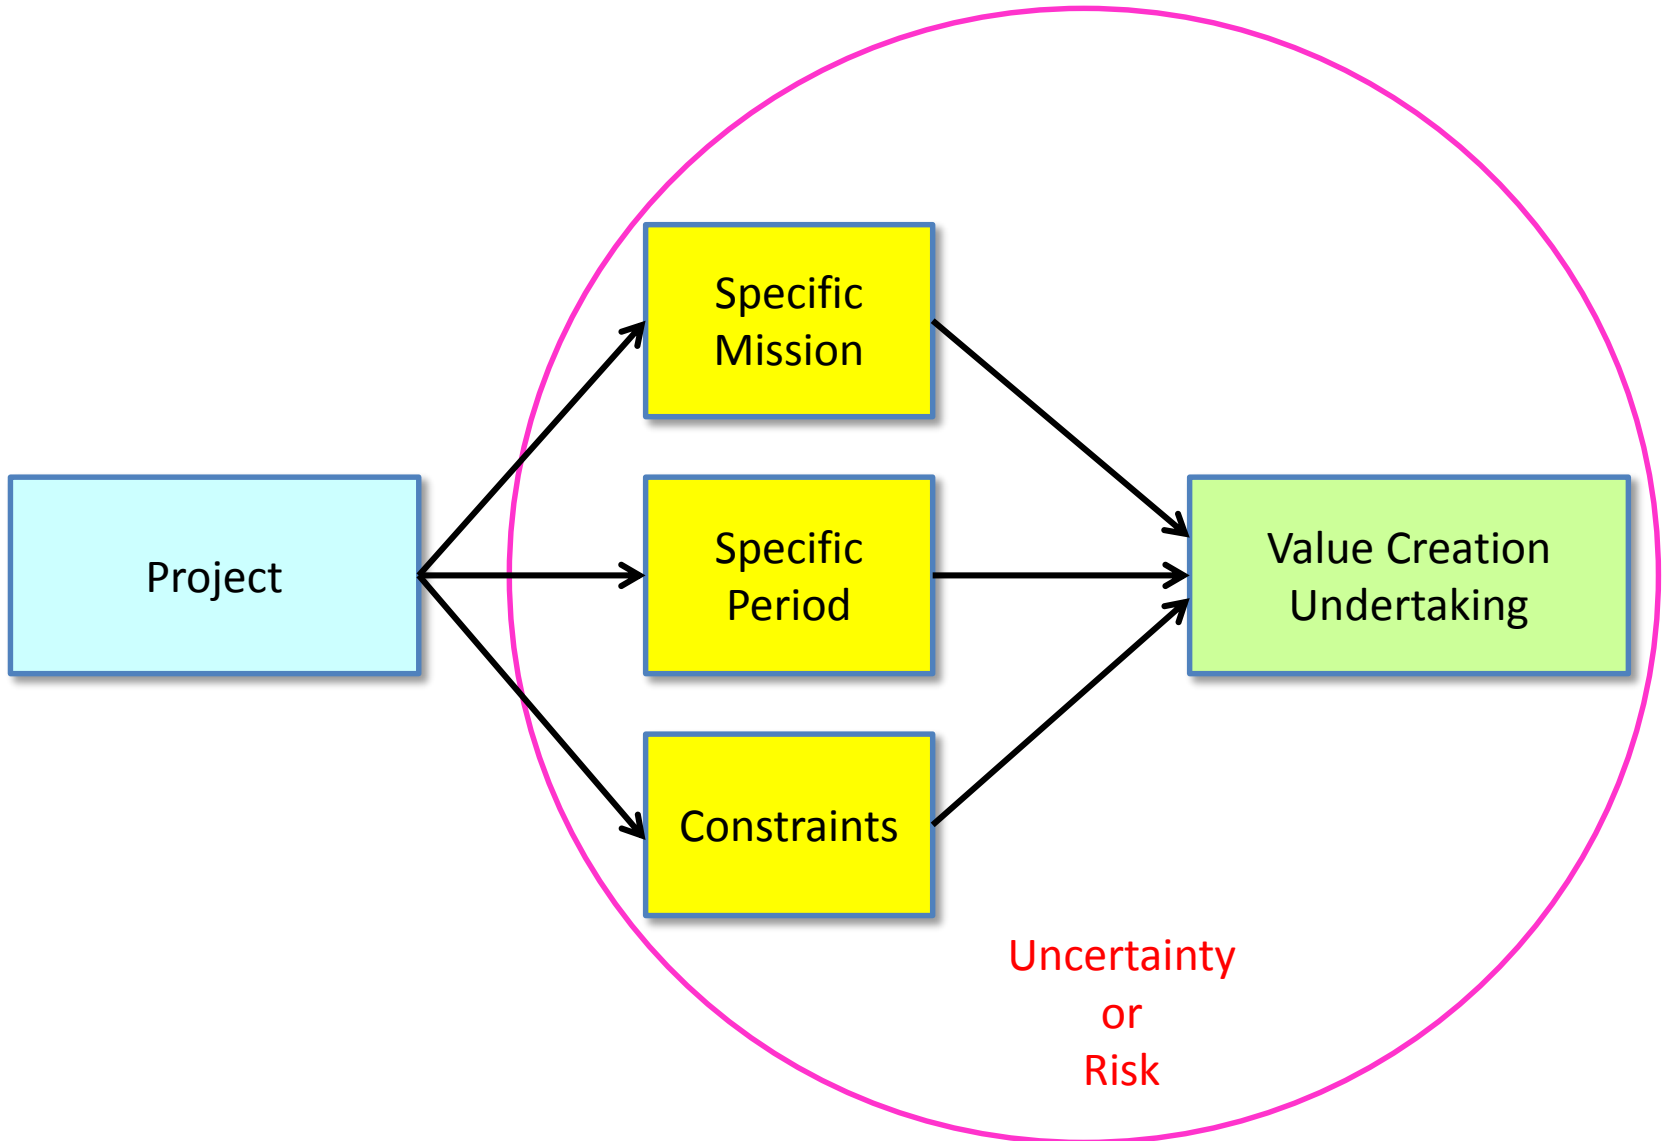 Project
Specific
Mission
Specific
Period
Constraints
Value Creation
Undertaking
Uncertainty
or
Risk